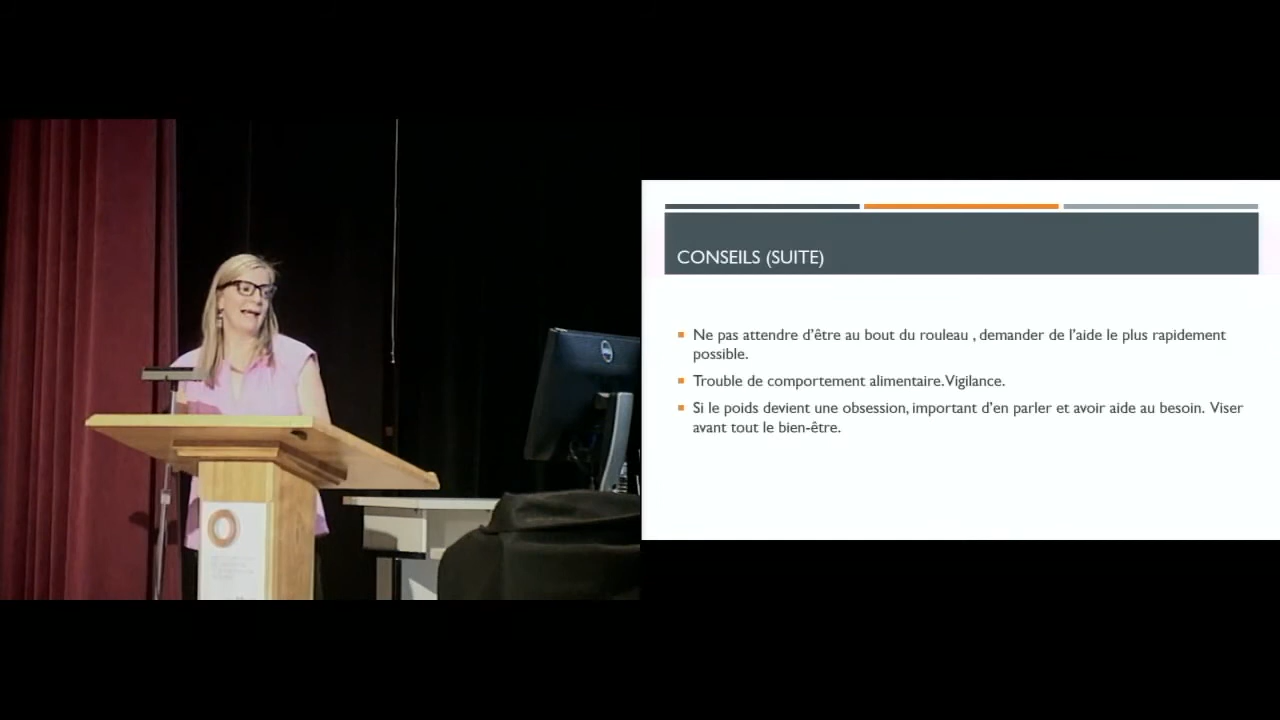 CONSEILS (SUITE)
Ne pas attendre d'être au bout du rouleau , demander de l'aide le plus rapidement
possible.
Trouble de comportement alimentaire.Vigilance.
Si le poids devient une obsession, important d'en parler et avoir aide au besoin. Viser
avant tout le bien-être.
DELL